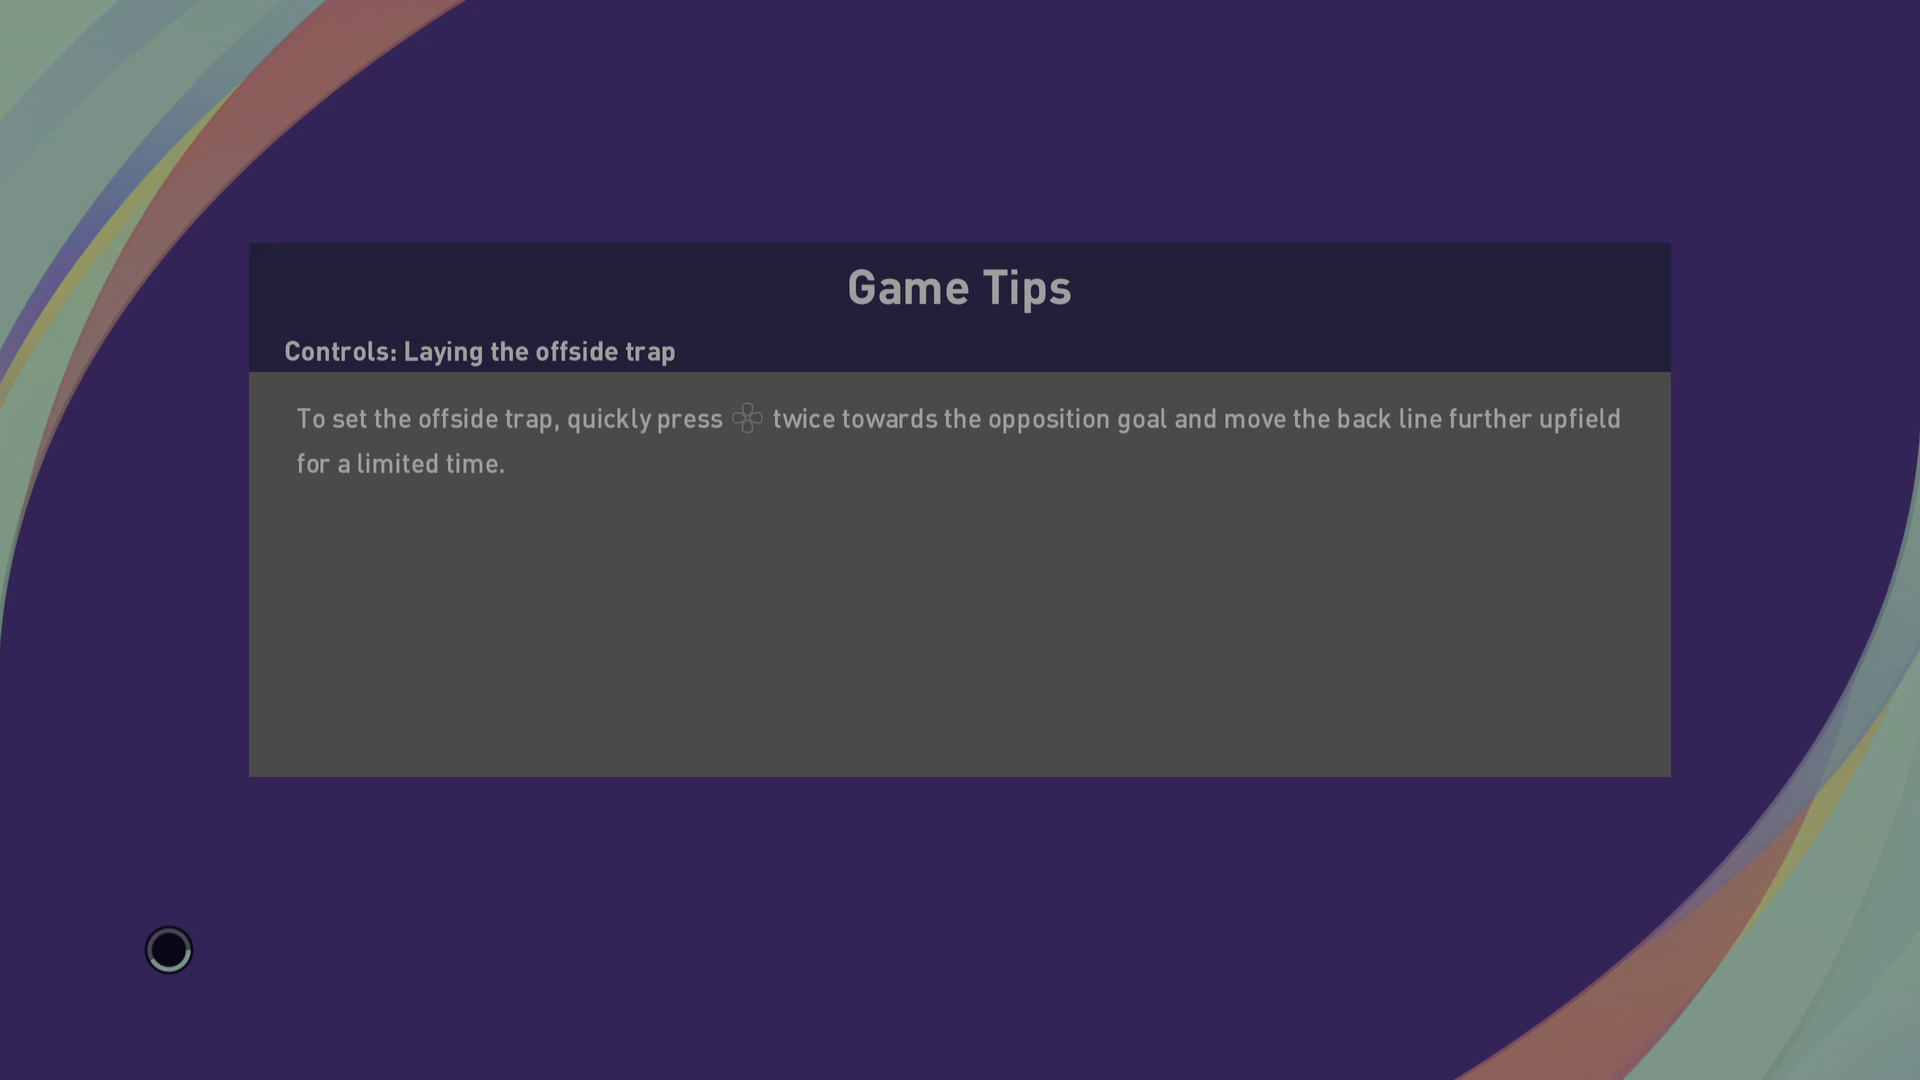 Game Tips
Controls: Laying the offside trap
To set the offside trap, quickly press twice towards the opposition goal and move the back line further upfield
for a limited time.